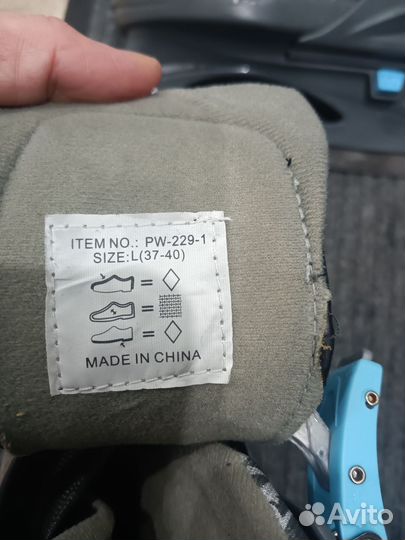 ITEM NO.: PW-229-1
SIZE:L(37-40)
=
=
=
MADE IN CHINA
Avito